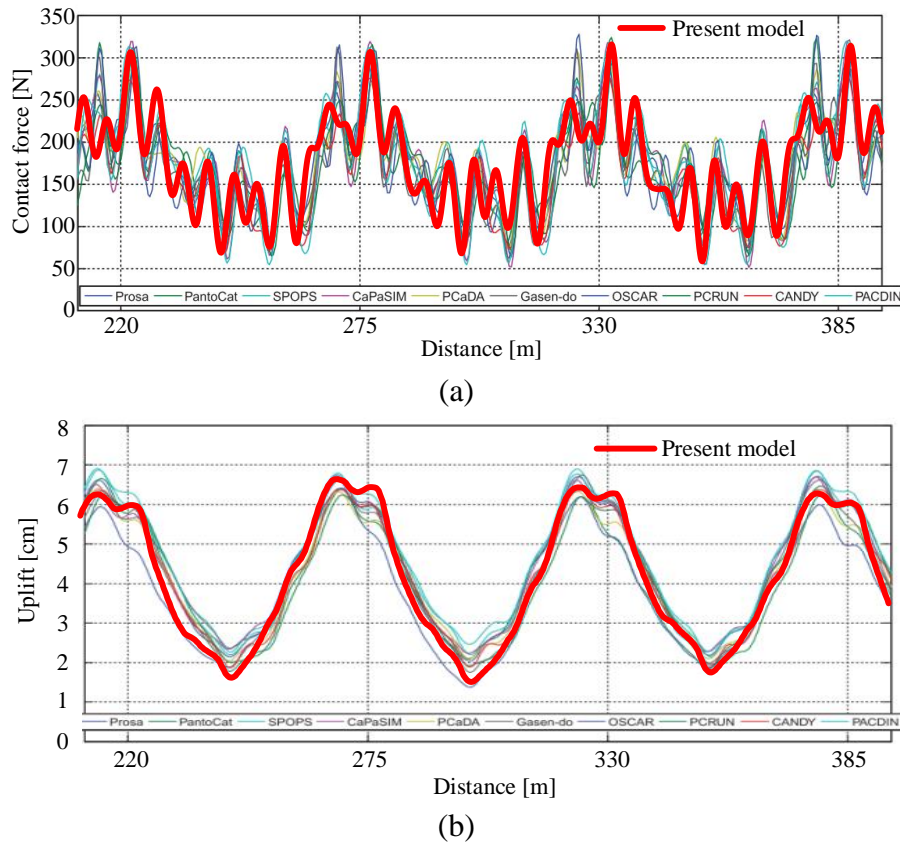 350
300
250
200
150
100
50
0
Contact force [N]
Present model
Prosa PantoCat SPOPS CaPaSIM PCaDA Gasen-do OSCAR PCRUN CANDY PACDIN
220 275 330 385
Distance [m]
(a)
8
7
6
5
4
3
2
1
0
Uplift [cm]
Present model
Prosa PantoCat SPOPS CaPaSIM PCaDA Gasen-do OSCAR PCRUN CANDY PACDIN
220 275 330 385
Distance [m]
(b)